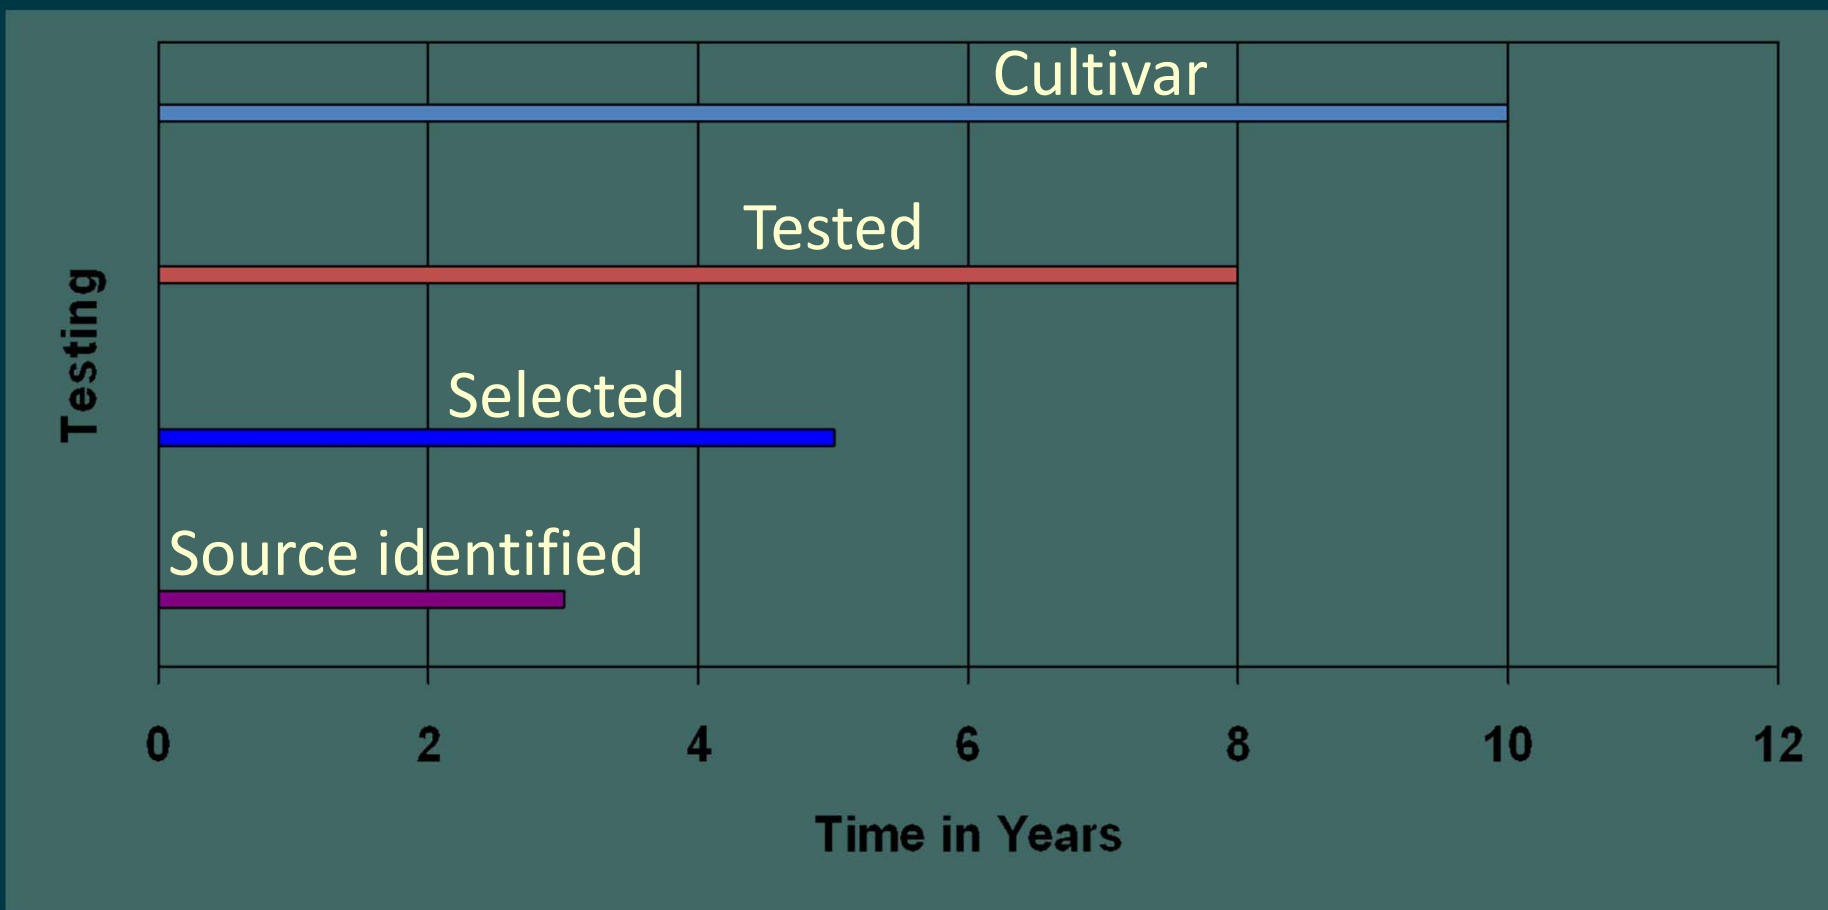 Cultivar
Tested
Testing
Selected
Source identified
0 2 4 6 8 10 12
Time in Years